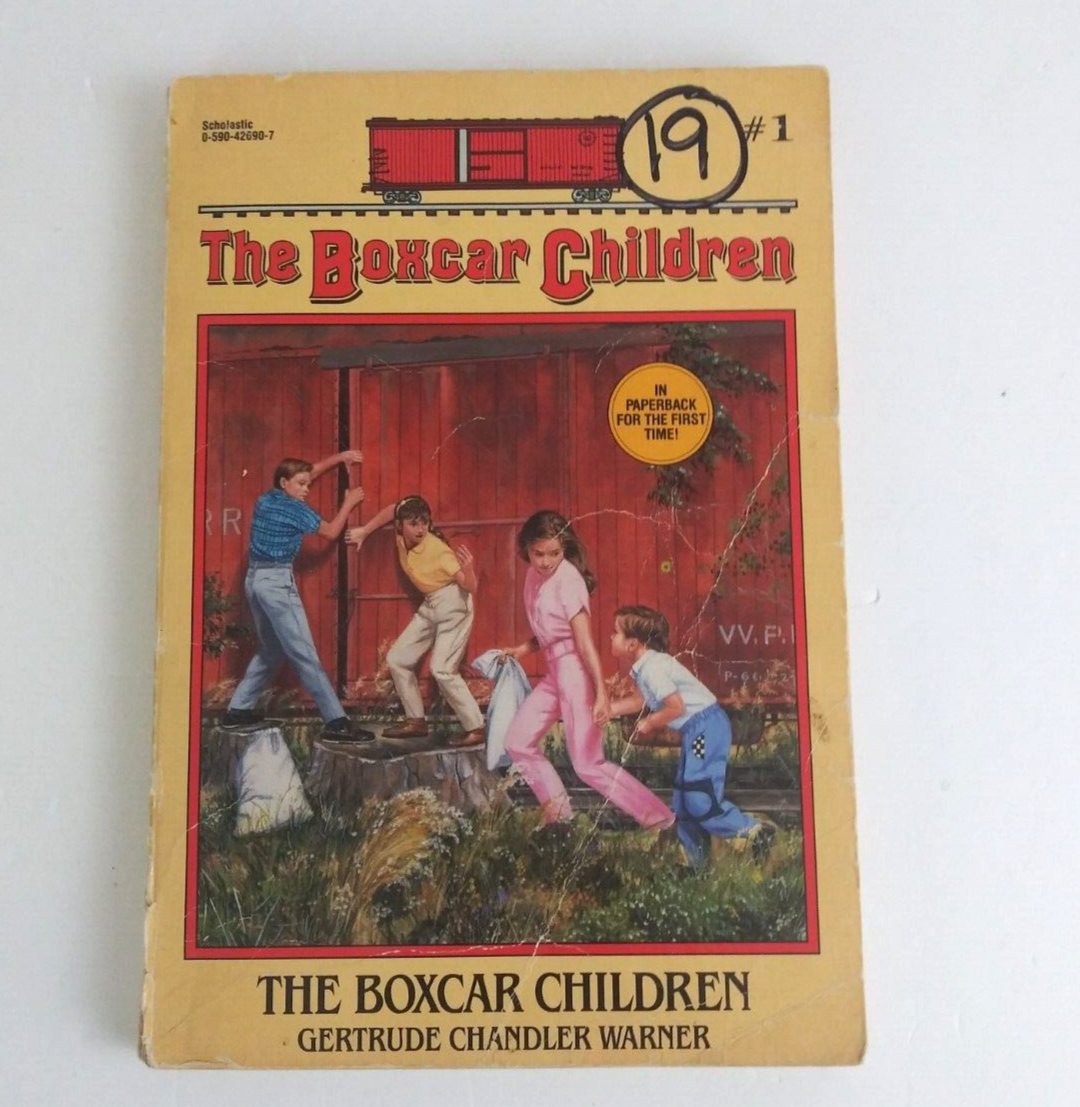 Scholastic
0-590-42690-7
19
#1
The Boxcar Children
IN
PAPERBACK
FOR THE FIRST
TIME!
R R
W. P.
P-66
THE BOXCAR CHILDREN
GERTRUDE CHANDLER WARNER